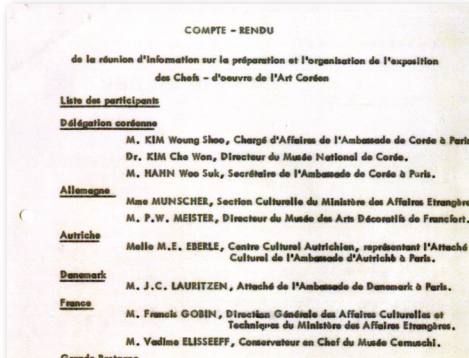 COMPTE - RENDU
de la réunion d'information sur la préparation et l'organisation de l'exposition
des Chefs - d'oeuvre de l'Art Coréen
Liste des participants
Délégation coréenne
M. KIM Woung Shoo, Chargé d'Affaires de l'Ambassade de Corée à Paris
Dr. KIM Che Won, Directeur du Musée National de Corée.
M. HAHN Woo Suk, Secrétaire de l'Ambassade de Corée à Paris.
Allemagne
Mme MUNSCHER, Section Culturelle du Ministère des Affaires Etrangère
M. P.W. MEISTER, Directeur du Musée des Arts Décoratifs de Francfort.
Autriche
Melle M.E. EBERLE, Centre Culturel Autrichien, représentant l'Attaché
Culturel de l'Ambassade d'Autriche à Paris.
Danemark
M. J.C. LAURITZEN, Attaché de l'Ambassade de Danemark à Paris.
France
M. Francis GOBIN, Direction Générale des Affaires Culturelles et
Techniques du Ministère des Affaires Etrangères.
M. Vadime ELISSEEFF, Conservateur en Chef du Musée Cernuschi.
Grande Bretagne